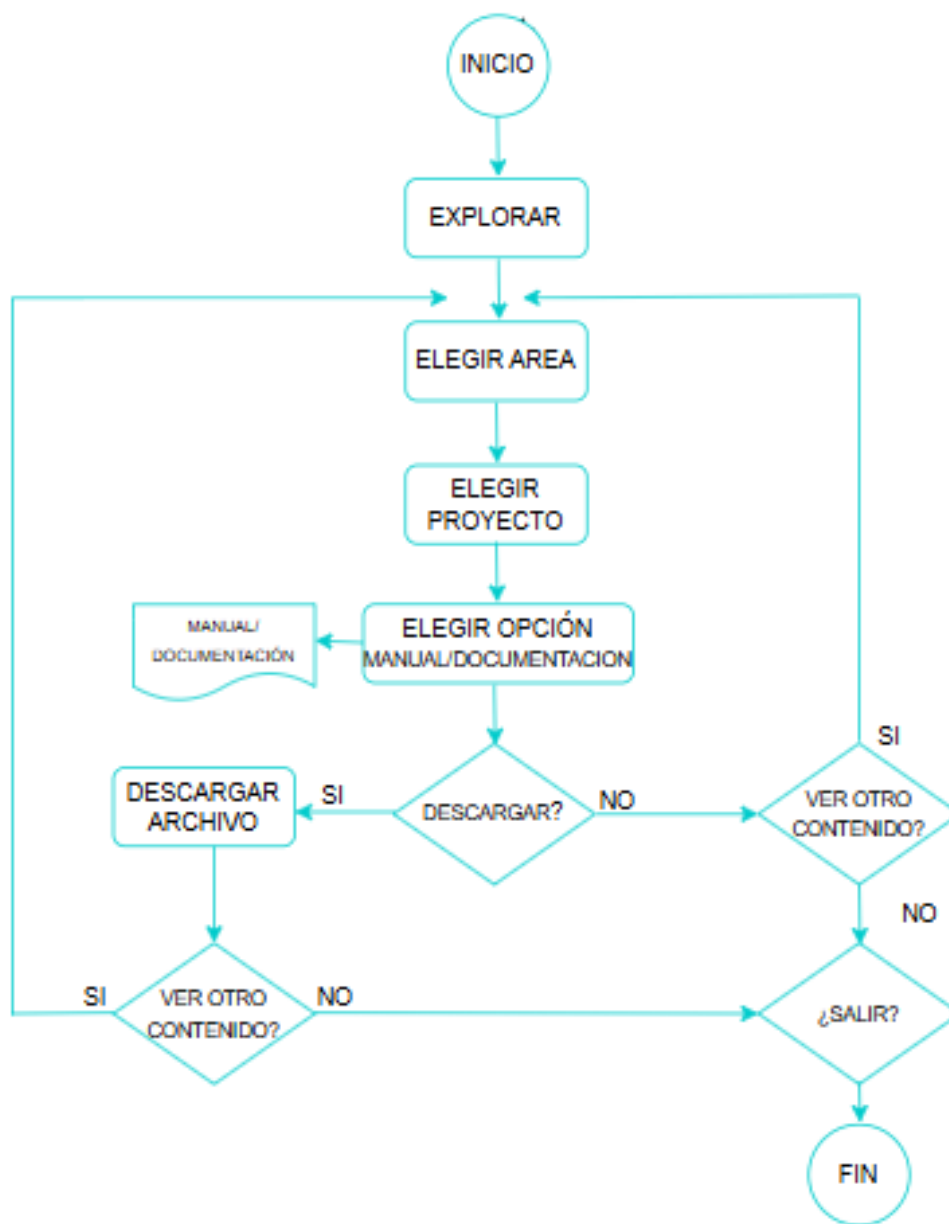 INICIO
EXPLORAR
ELEGIR AREA
ELEGIR
PROYECTO
ELEGIR OPCIÓN
MANUAL/DOCUMENTACION
MANUAL/
DOCUMENTACIÓN
DESCARGAR?
SI
NO
DESCARGAR
ARCHIVO
VER OTRO
CONTENIDO?
SI
NO
VER OTRO
CONTENIDO?
SI
NO
¿SALIR?
FIN